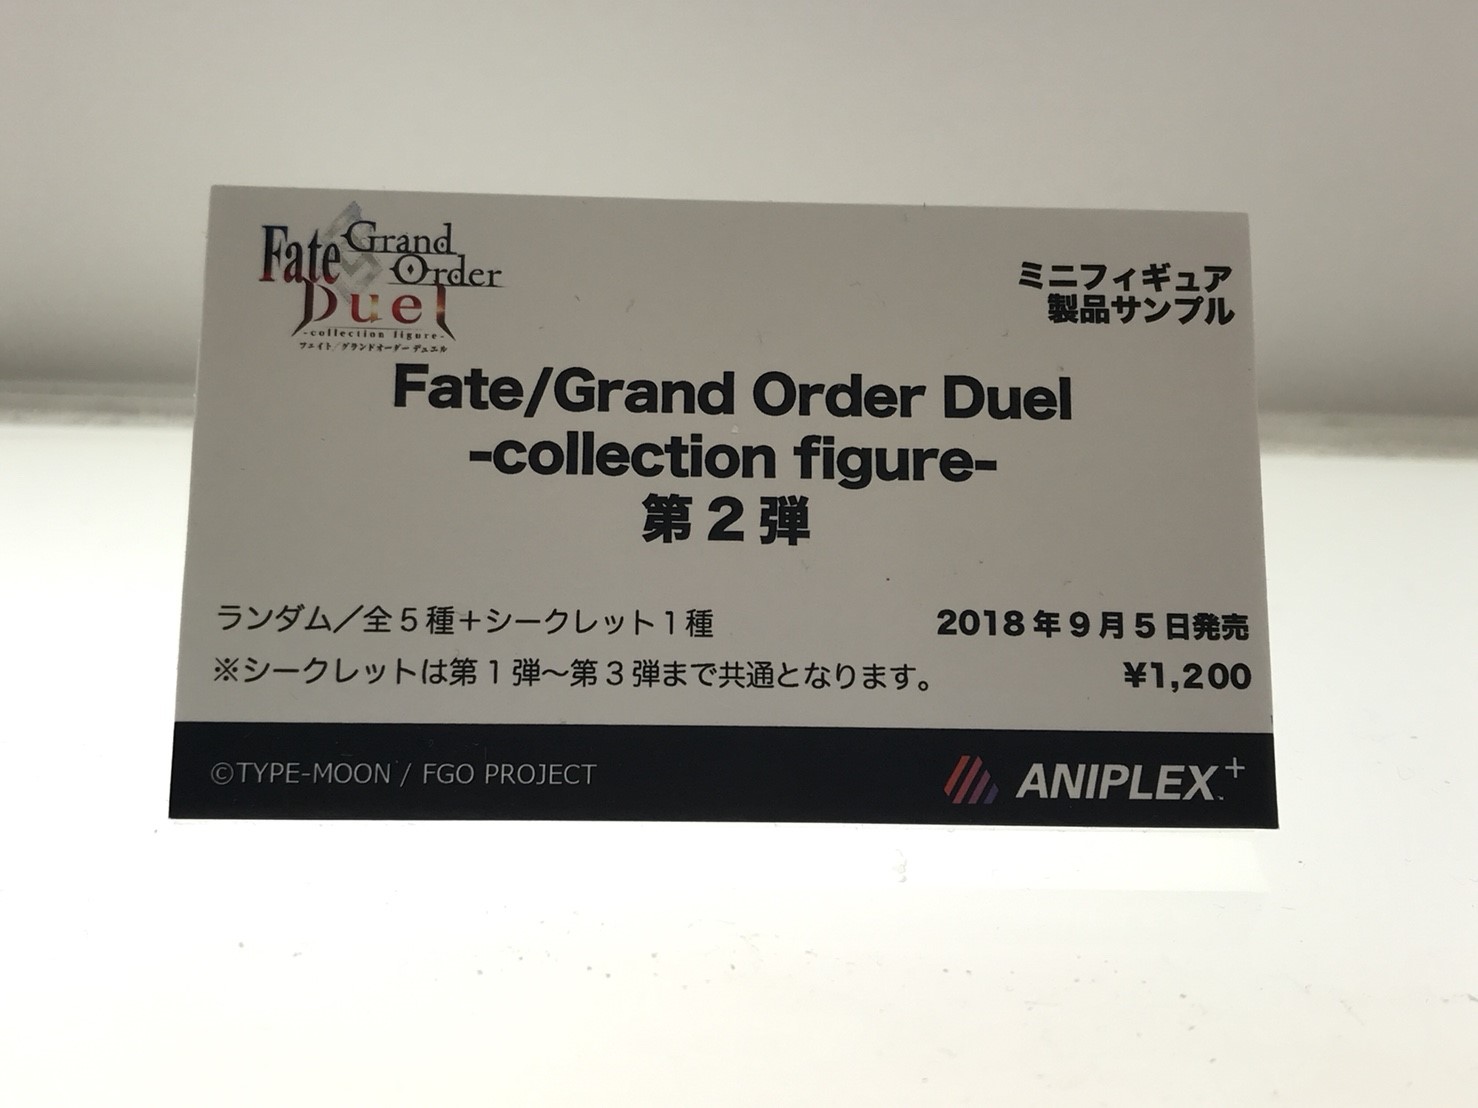 Fate Grand Order
Duel
-collection figure-
フェイト/グランドオーダー デュエル
ミニフィギュア
製品サンプル
Fate/Grand Order Duel
-collection figure-
第2弾
ランダム/全5種+シークレット1種
※シークレットは第1弾〜第3弾まで共通となります。
2018年9月5日発売
¥1,200
©TYPE-MOON / FGO PROJECT
ANIPLEX+